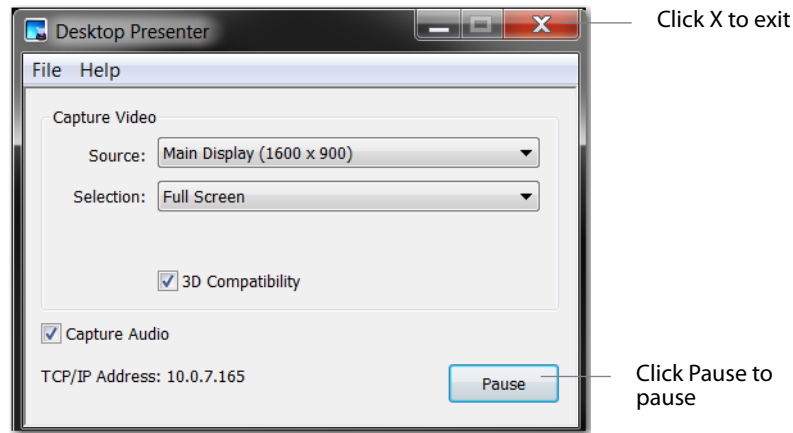 Desktop Presenter
Click X to exit
File Help
Capture Video
Source: Main Display (1600 x 900)
Selection: Full Screen
3D Compatibility
Capture Audio
TCP/IP Address: 10.0.7.165
Pause
Click Pause to
pause